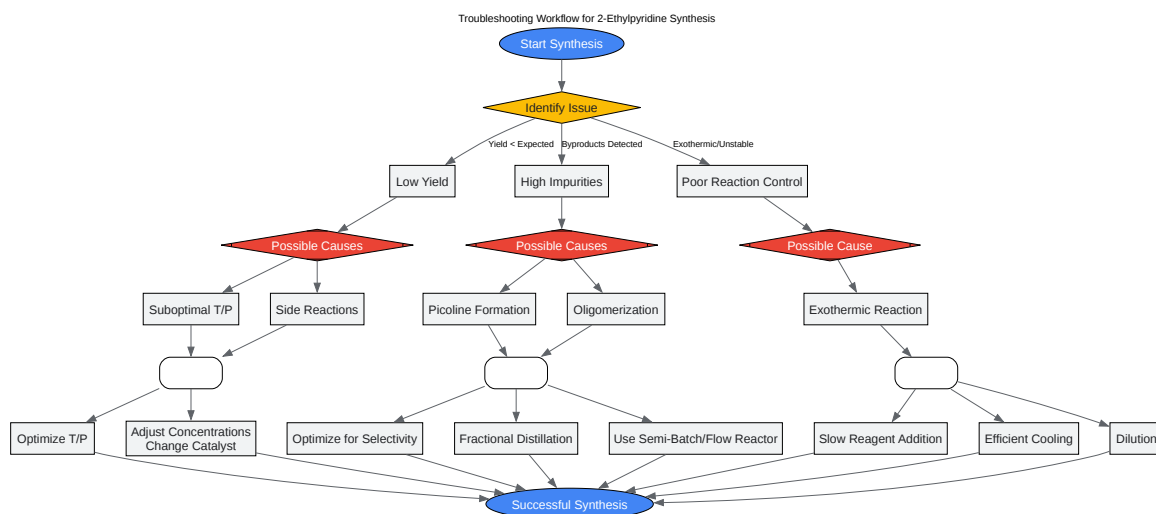 Troubleshooting Workflow for 2-Ethylpyridine Synthesis
Start Synthesis
Identify Issue
Yield < Expected
Byproducts Detected
Exothermic/Unstable
Low Yield
High Impurities
Poor Reaction Control
Possible Causes
Possible Causes
Possible Cause
Suboptimal T/P
Side Reactions
Picoline Formation
Oligomerization
Exothermic Reaction
Optimize T/P
Adjust Concentrations
Change Catalyst
Optimize for Selectivity
Fractional Distillation
Use Semi-Batch/Flow Reactor
Slow Reagent Addition
Efficient Cooling
Dilution
Successful Synthesis